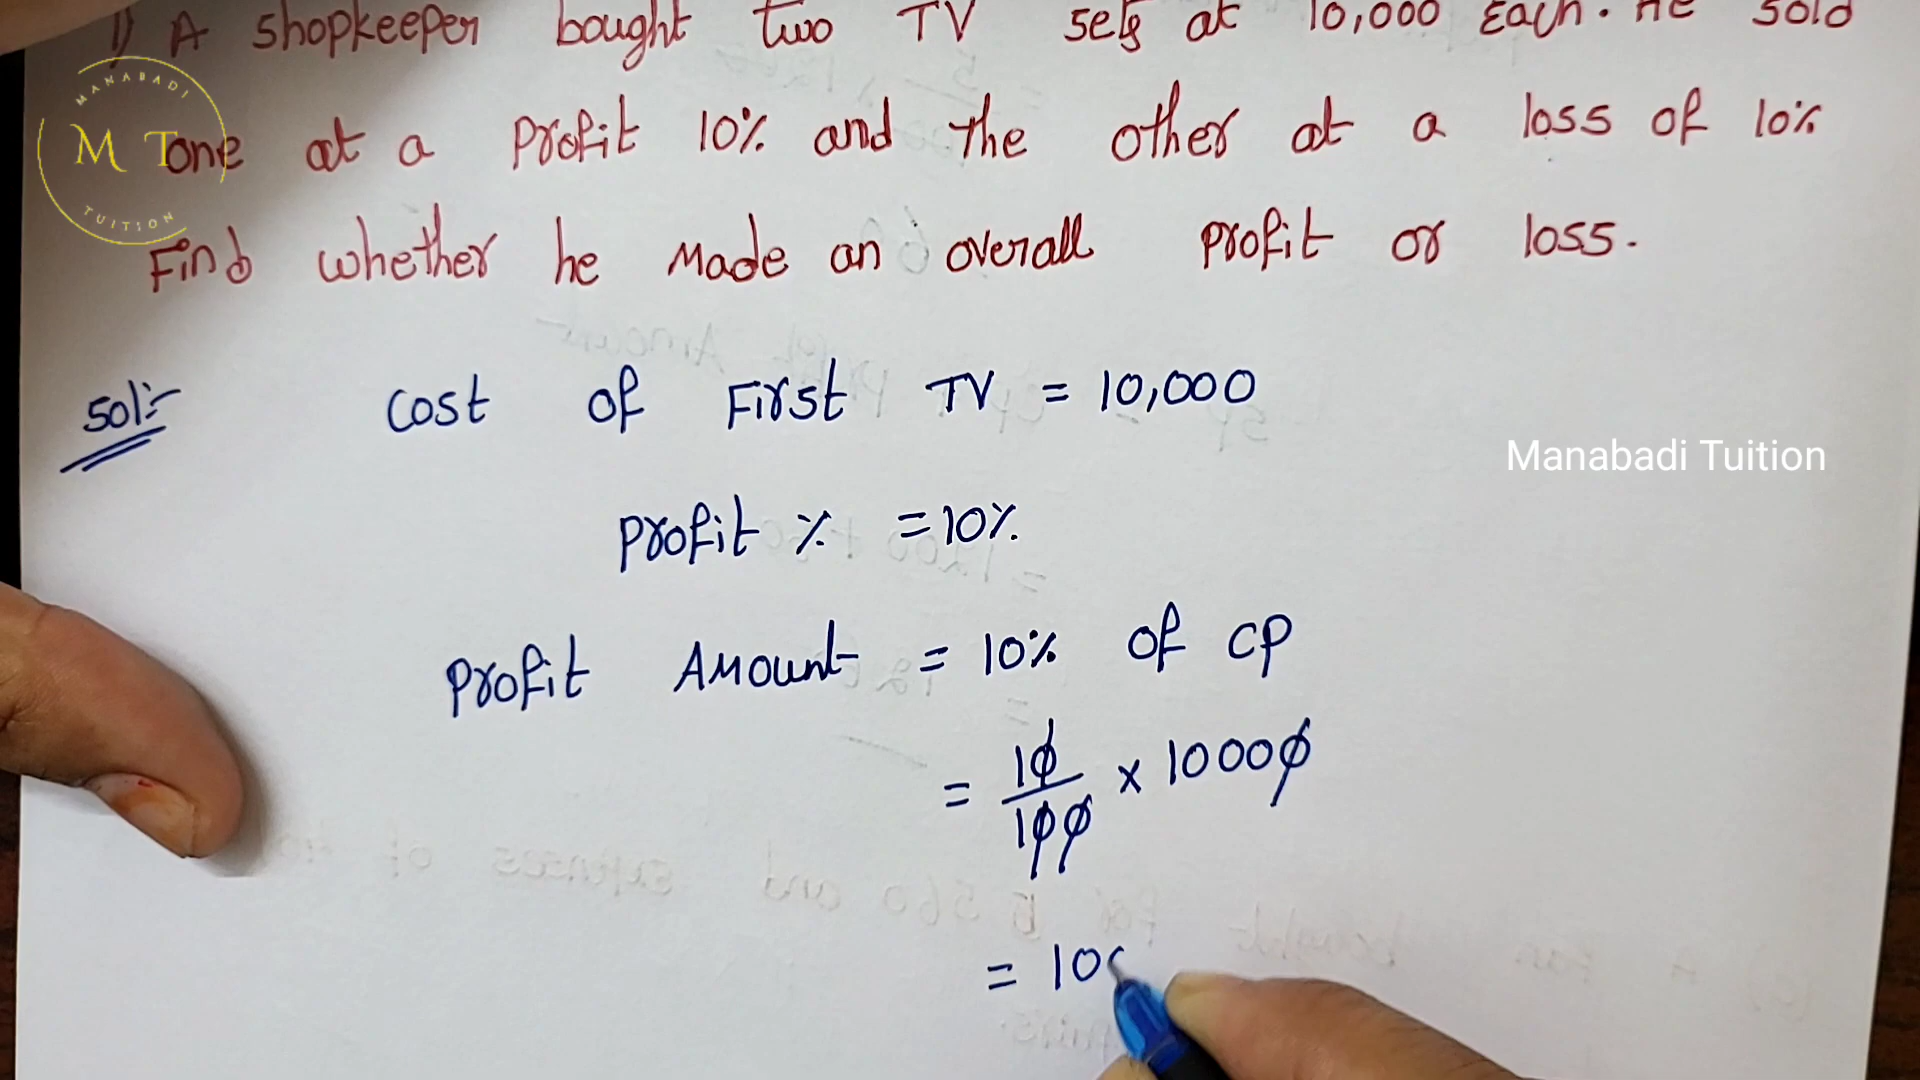 1) A shopkeeper bought two TV sets at 10,000 Each. He sold
one at a profit 10% and the other at a loss of 10%
Find whether he Made an overall profit or loss.
MANABADI
M T
TUITION
Sol:- Cost of First TV = 10,000
Manabadi Tuition
profit % = 10%
profit Amount = 10% of CP
= 10/100 × 10000
= 100